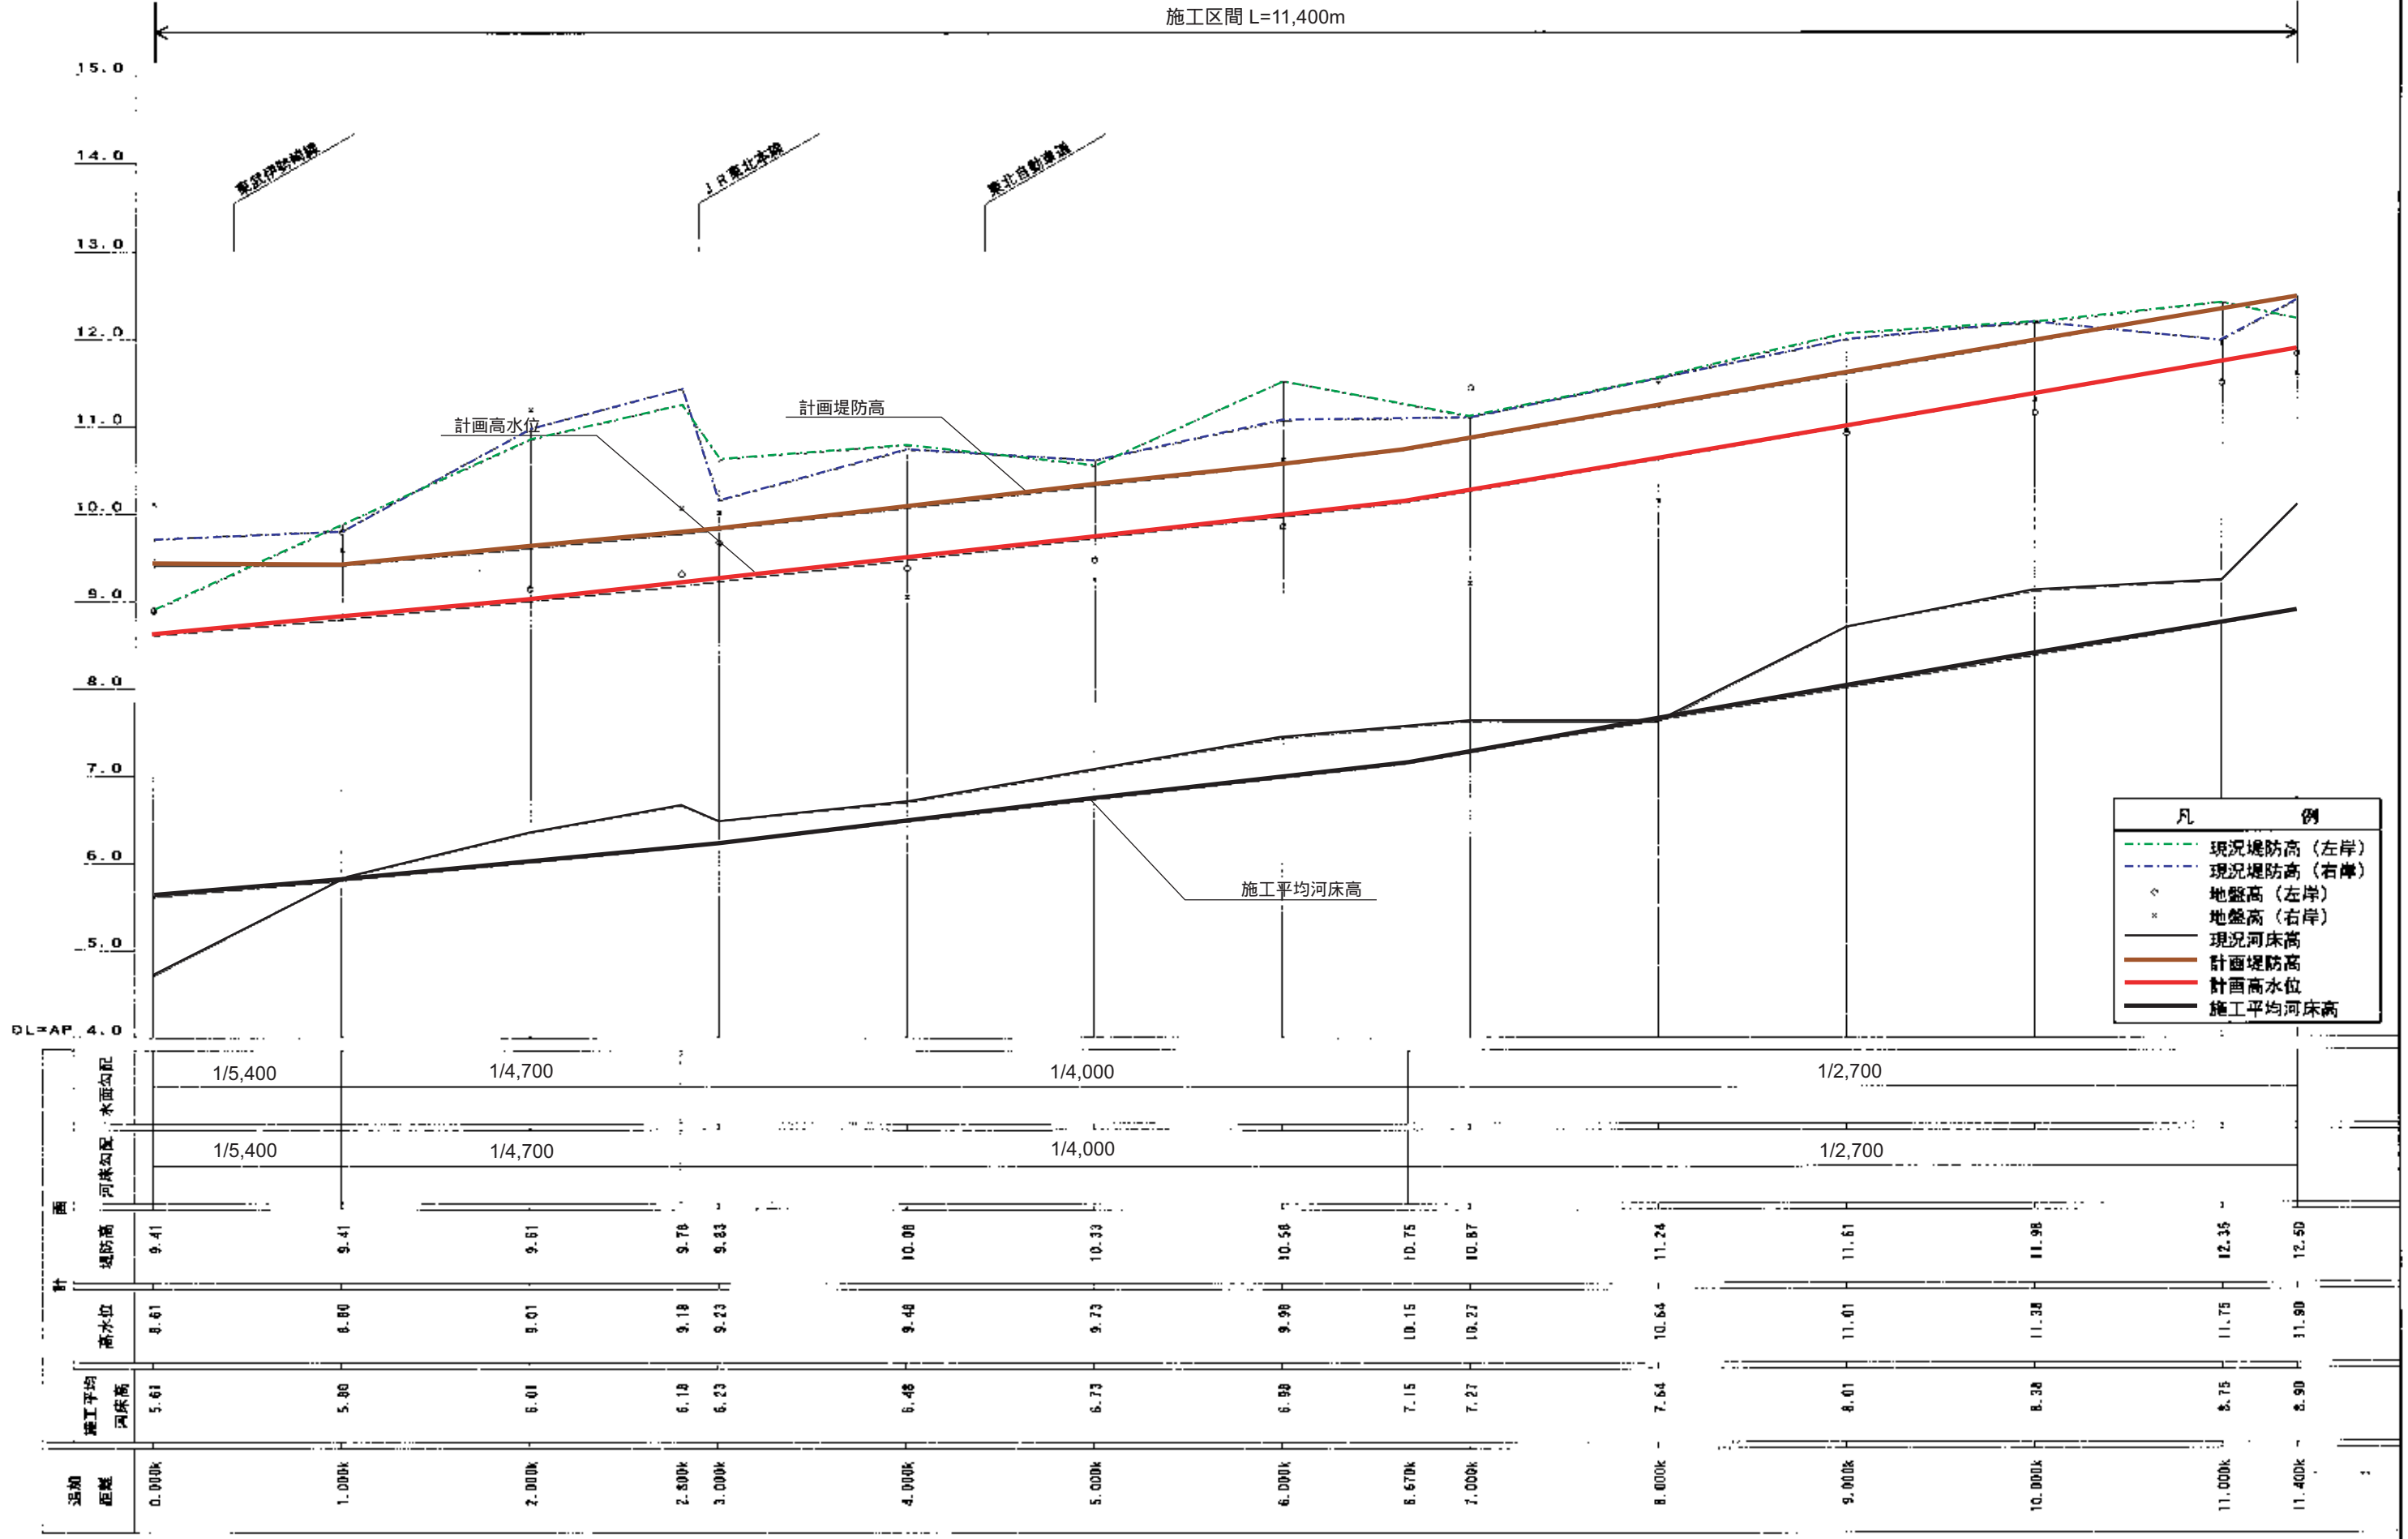 施工区間 L=11,400m
15.0
14.0
13.0
12.0
11.0
10.0
9.0
8.0
7.0
6.0
5.0
DL=AP 4.0
東武伊勢崎線
JR東北本線
東北自動車道
計画高水位
計画堤防高
施工平均河床高
凡 例
現況堤防高（左岸）
現況堤防高（右岸）
地盤高（左岸）
地盤高（右岸）
現況河床高
計画堤防高
計画高水位
施工平均河床高
計画
水面勾配
1/5,400 1/4,700 1/4,000 1/2,700
河床勾配
1/5,400 1/4,700 1/4,000 1/2,700
堤防高
9.41 9.41 9.61 9.78 9.83 10.08 10.33 10.58 10.75 10.87 11.24 11.61 11.98 12.35 12.50
高水位
8.61 8.80 9.01 9.18 9.23 9.48 9.73 9.98 10.15 10.27 10.64 11.01 11.38 11.75 11.90
施工平均
河床高
5.61 5.80 6.01 6.18 6.23 6.48 6.73 6.98 7.15 7.27 7.64 8.01 8.38 8.75 8.90
追加
距離
0.000k 1.000k 2.000k 2.800k 3.000k 4.000k 5.000k 6.000k 6.670k 7.000k 8.000k 9.000k 10.000k 11.000k 11.400k